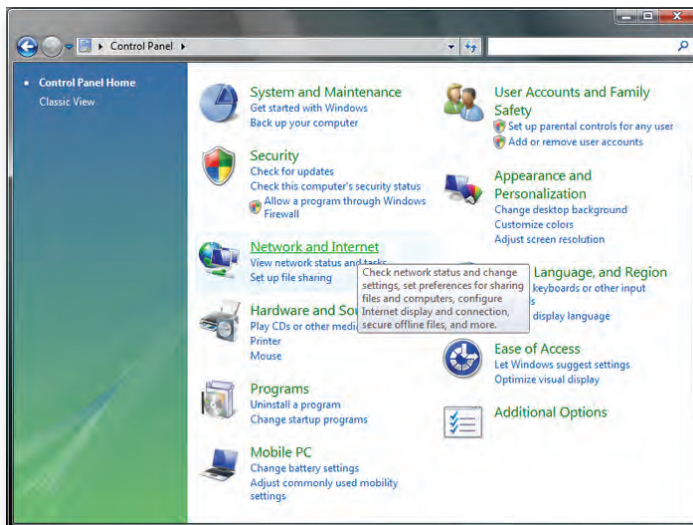 Control Panel
Control Panel Home
Classic View
System and Maintenance
Get started with Windows
Back up your computer
Security
Check for updates
Check this computer's security status
Allow a program through Windows
Firewall
Network and Internet
View network status and tasks
Set up file sharing
Hardware and Sou
Play CDs or other media
Printer
Mouse
Programs
Uninstall a program
Change startup programs
Mobile PC
Change battery settings
Adjust commonly used mobility
settings
User Accounts and Family
Safety
Set up parental controls for any user
Add or remove user accounts
Appearance and
Personalization
Change desktop background
Customize colors
Adjust screen resolution
Check network status and change
settings, set preferences for sharing
files and computers, configure
Internet display and connection,
secure offline files, and more.
Language, and Region
keyboards or other input
s
display language
Ease of Access
Let Windows suggest settings
Optimize visual display
Additional Options